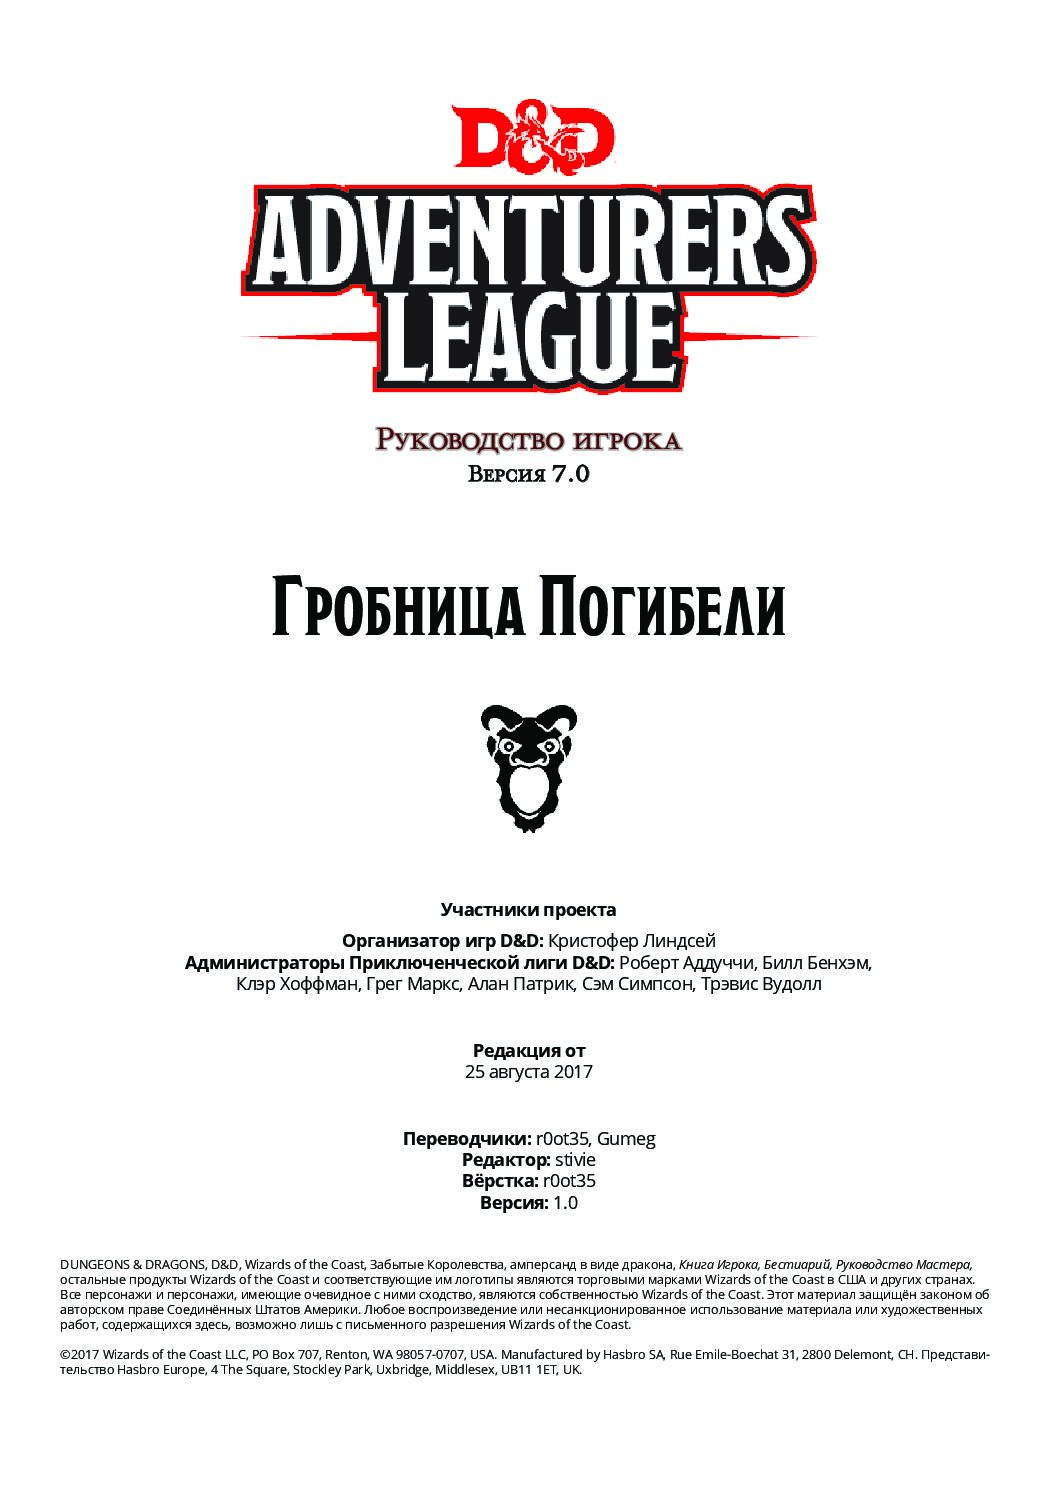 D&D
ADVENTURERS
LEAGUE
Руководство игрока
Версия 7.0
Гробница Погибели
Участники проекта
Организатор игр D&D: Кристофер Линдсей
Администраторы Приключенческой лиги D&D: Роберт Аддуччи, Билл Бенхэм,
Клэр Хоффман, Грег Маркс, Алан Патрик, Сэм Симпсон, Трэвис Вудолл
Редакция от
25 августа 2017
Переводчики: r0ot35, Gumeg
Редактор: stivie
Вёрстка: r0ot35
Версия: 1.0
DUNGEONS & DRAGONS, D&D, Wizards of the Coast, Забытые Королевства, амперсанд в виде дракона, Книга Игрока, Бестиарий, Руководство Мастера,
остальные продукты Wizards of the Coast и соответствующие им логотипы являются торговыми марками Wizards of the Coast в США и других странах.
Все персонажи и персонажи, имеющие очевидное с ними сходство, являются собственностью Wizards of the Coast. Этот материал защищён законом об
авторском праве Соединённых Штатов Америки. Любое воспроизведение или несанкционированное использование материала или художественных
работ, содержащихся здесь, возможно лишь с письменного разрешения Wizards of the Coast.
©2017 Wizards of the Coast LLC, PO Box 707, Renton, WA 98057-0707, USA. Manufactured by Hasbro SA, Rue Emile-Boechat 31, 2800 Delemont, CH. Представи-
тельство Hasbro Europe, 4 The Square, Stockley Park, Uxbridge, Middlesex, UB11 1ET, UK.